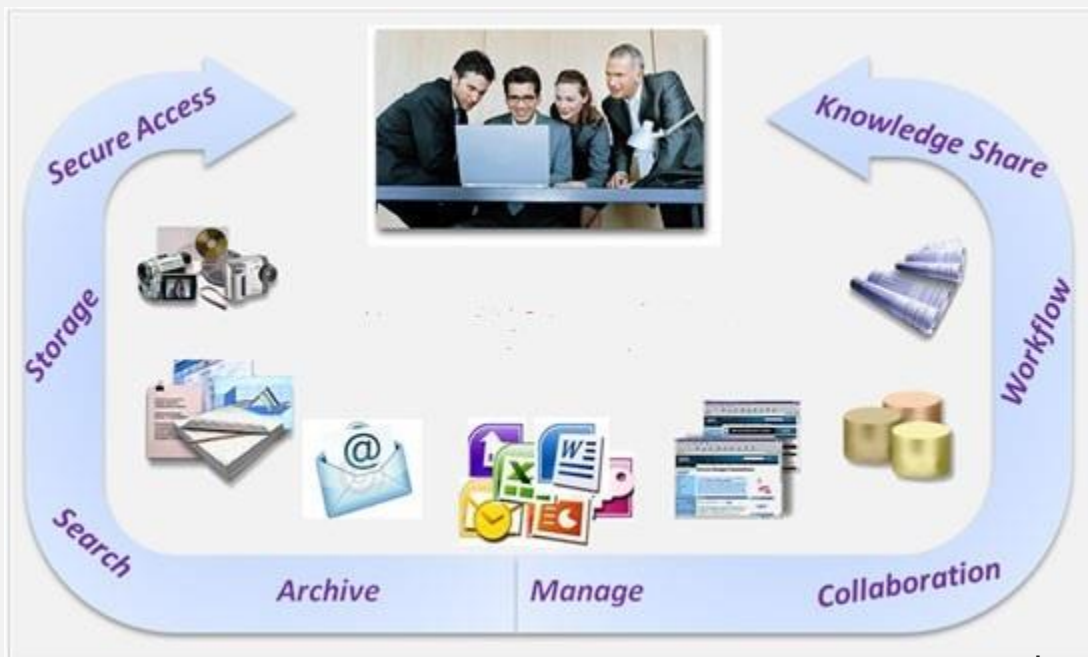 Secure Access
Knowledge Share
Storage
Workflow
@
W
X
Search
Archive
Manage
Collaboration